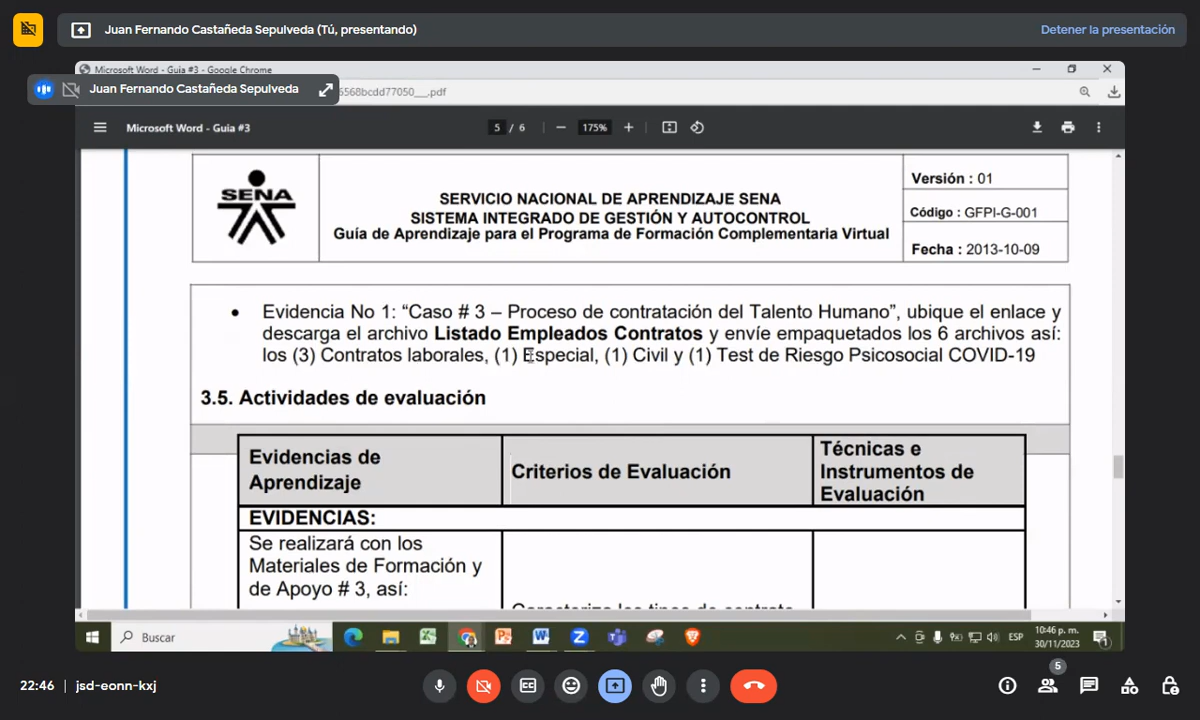 Juan Fernando Castañeda Sepulveda (Tú, presentando)
Detener la presentación
Microsoft Word - Guia #3 - Google Chrome
Juan Fernando Castañeda Sepulveda
6568bcdd77050__.pdf
Microsoft Word - Guia #3
5 / 6
175%
SENA
SERVICIO NACIONAL DE APRENDIZAJE SENA
SISTEMA INTEGRADO DE GESTIÓN Y AUTOCONTROL
Guía de Aprendizaje para el Programa de Formación Complementaria Virtual
Versión : 01
Código : GFPI-G-001
Fecha : 2013-10-09
• Evidencia No 1: “Caso # 3 – Proceso de contratación del Talento Humano”, ubique el enlace y
descarga el archivo Listado Empleados Contratos y envíe empaquetados los 6 archivos así:
los (3) Contratos laborales, (1) Especial, (1) Civil y (1) Test de Riesgo Psicosocial COVID-19
3.5. Actividades de evaluación
Evidencias de
Aprendizaje
Criterios de Evaluación
Técnicas e
Instrumentos de
Evaluación
EVIDENCIAS:
Se realizará con los
Materiales de Formación y
de Apoyo # 3, así:
Caracteriza los tipos de contrato
Buscar
ESP
10:46 p. m.
30/11/2023
1
22:46 | jsd-eonn-kxj
5